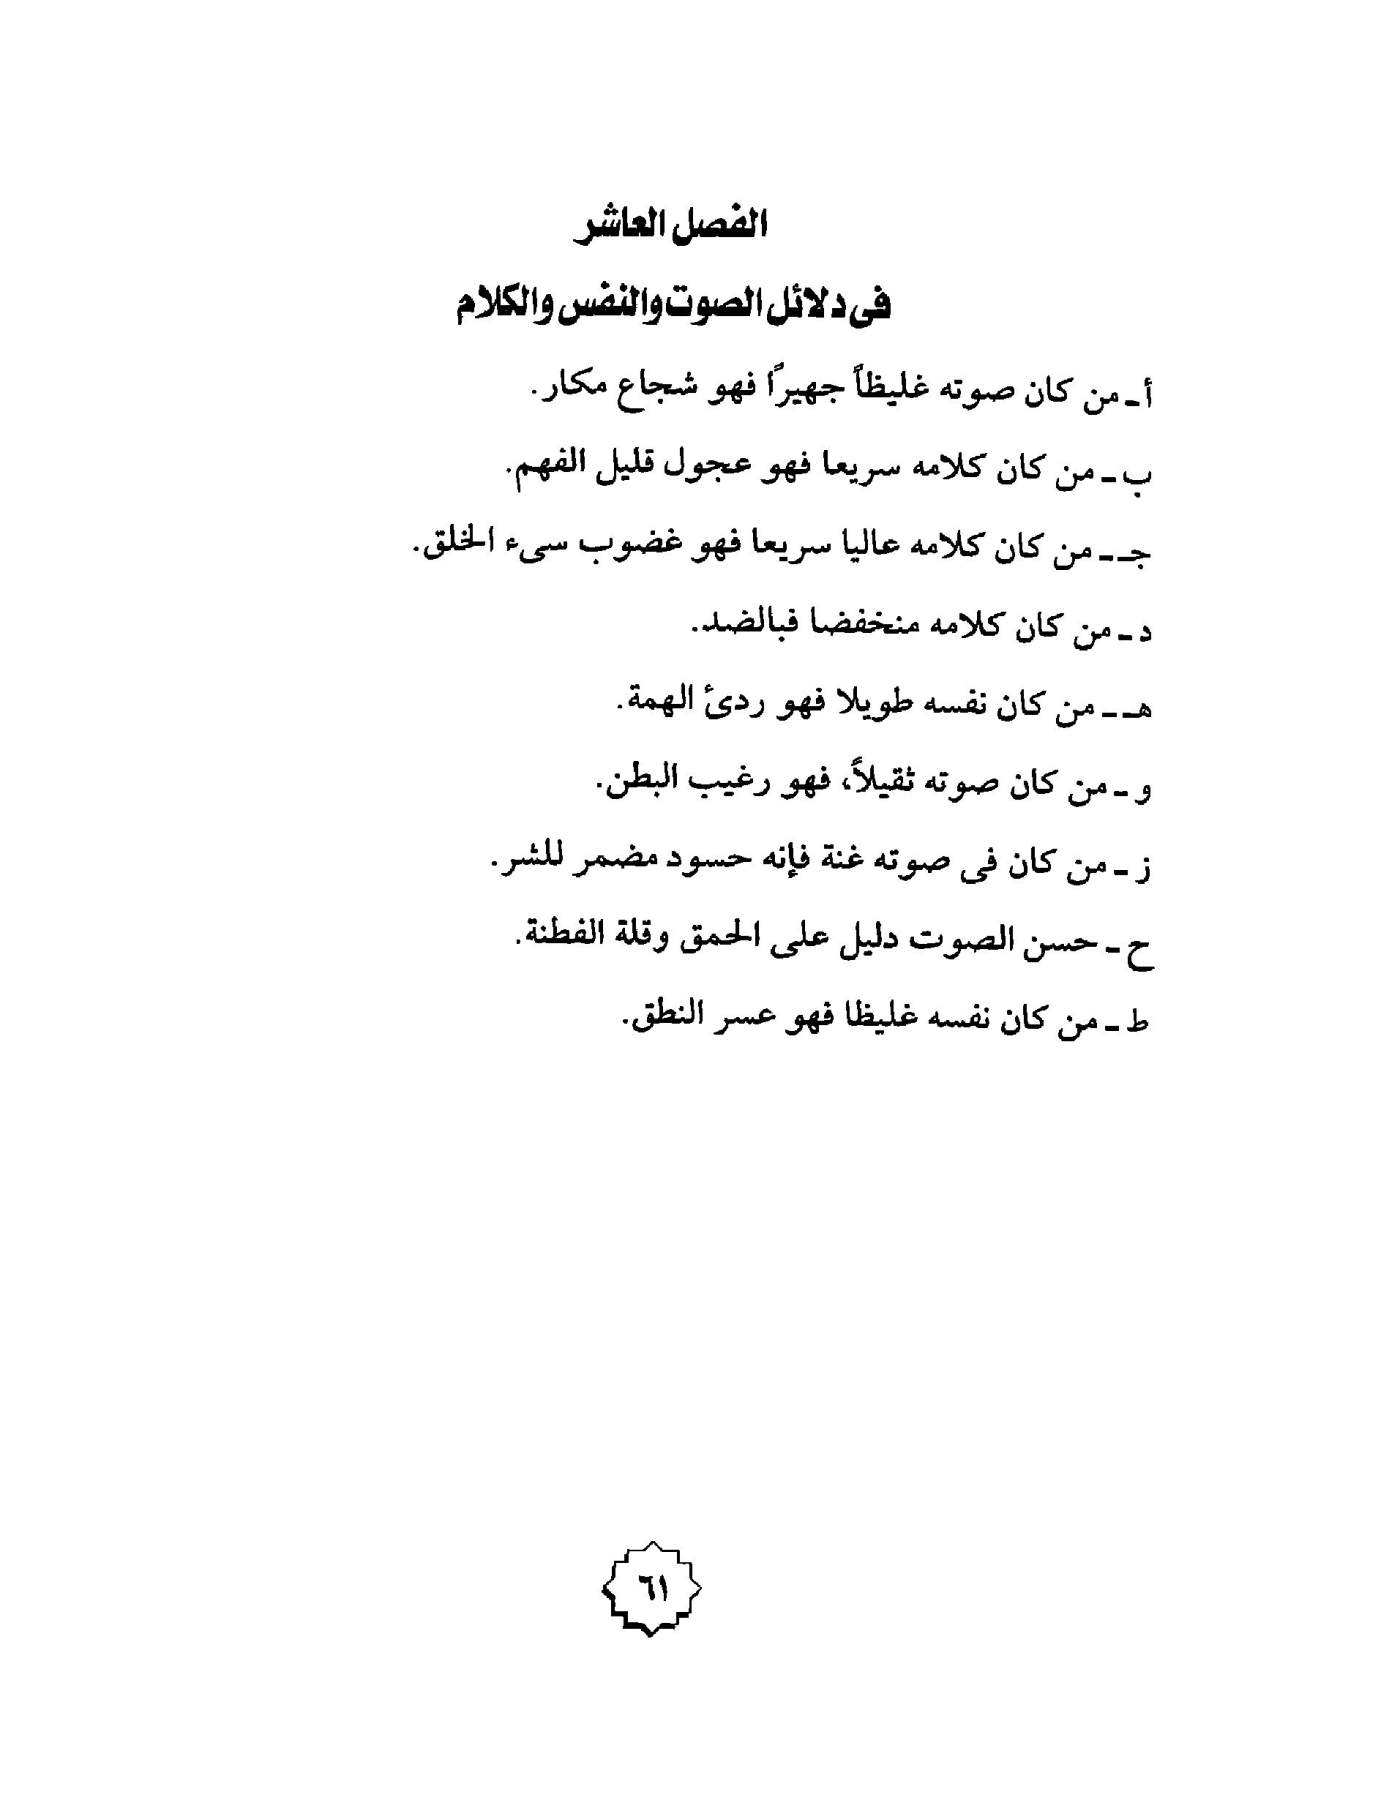 الفصل العاشر
فى دلائل الصوت والنفس والكلام
أ ـ من كان صوته غليظاً جهيرًا فهو شجاع مكار.
ب ـ من كان كلامه سريعا فهو عجول قليل الفهم.
جـ ـ من كان كلامه عاليا سريعا فهو غضوب سىء الخلق.
د ـ من كان كلامه منخفضا فبالضد.
هـ ـ من كان نفسه طويلا فهو ردئ الهمة.
و ـ من كان صوته ثقيلاً، فهو رغيب البطن.
ز ـ من كان فى صوته غنة فإنه حسود مضمر للشر.
ح ـ حسن الصوت دليل على الحمق وقلة الفطنة.
ط ـ من كان نفسه غليظا فهو عسر النطق.
٦١